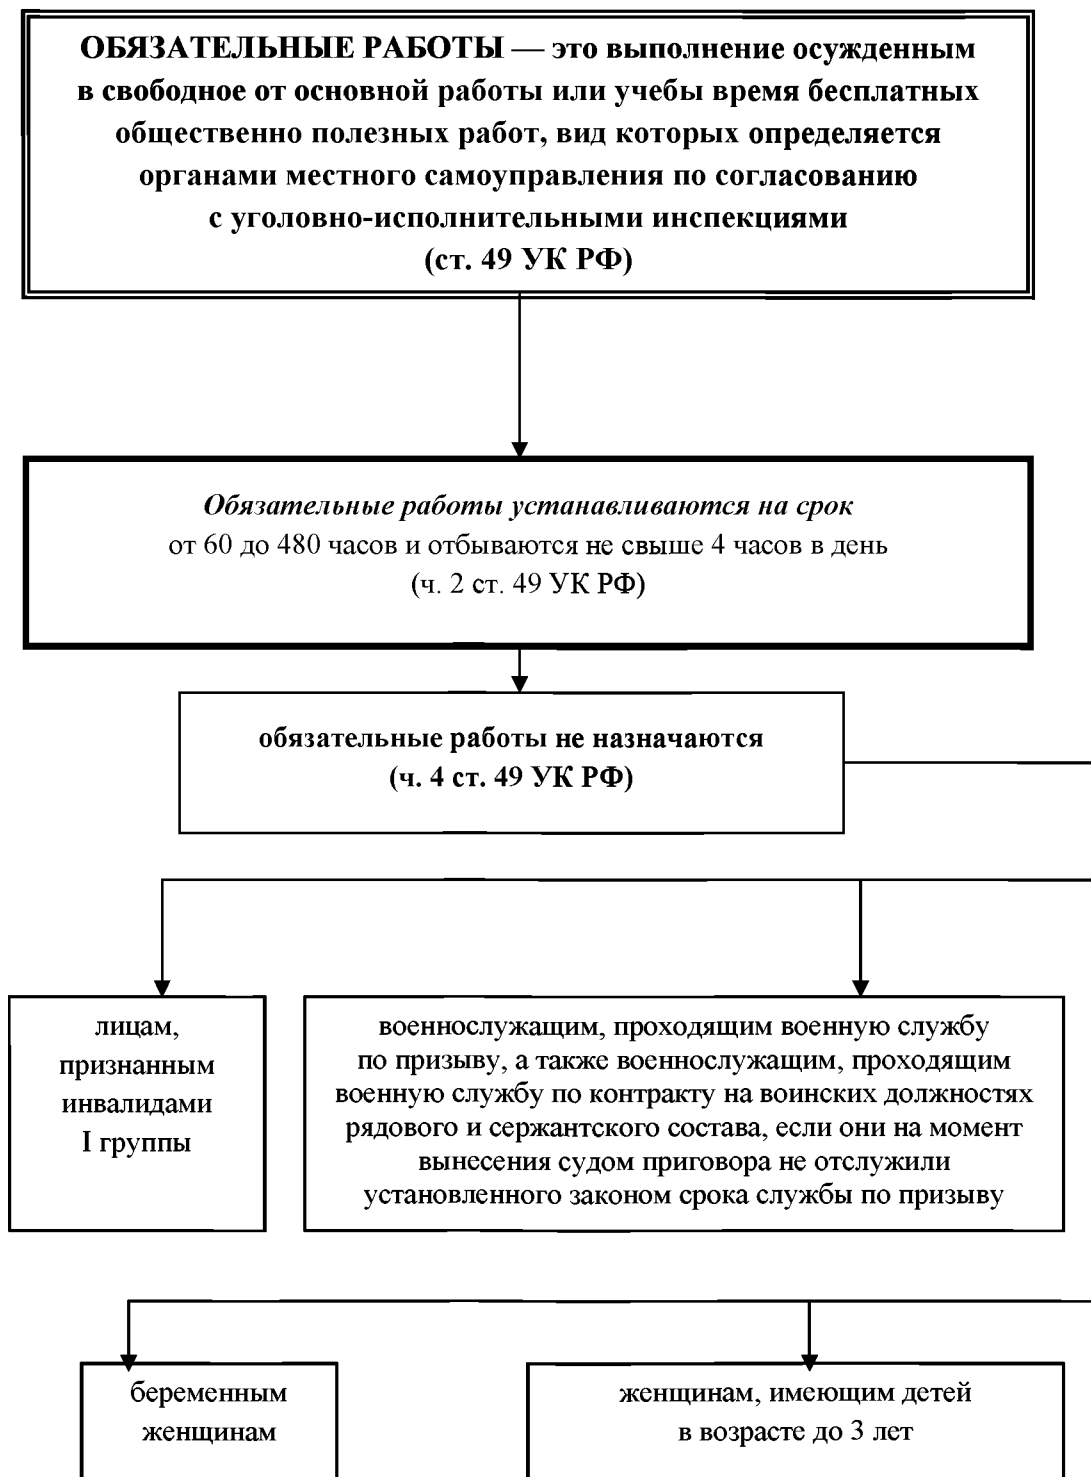 ОБЯЗАТЕЛЬНЫЕ РАБОТЫ — это выполнение осужденным
в свободное от основной работы или учебы время бесплатных
общественно полезных работ, вид которых определяется
органами местного самоуправления по согласованию
с уголовно-исполнительными инспекциями
(ст. 49 УК РФ)
Обязательные работы устанавливаются на срок
от 60 до 480 часов и отбываются не свыше 4 часов в день
(ч. 2 ст. 49 УК РФ)
обязательные работы не назначаются
(ч. 4 ст. 49 УК РФ)
лицам,
признанным
инвалидами
I группы
военнослужащим, проходящим военную службу
по призыву, а также военнослужащим, проходящим
военную службу по контракту на воинских должностях
рядового и сержантского состава, если они на момент
вынесения судом приговора не отслужили
установленного законом срока службы по призыву
беременным
женщинам
женщинам, имеющим детей
в возрасте до 3 лет